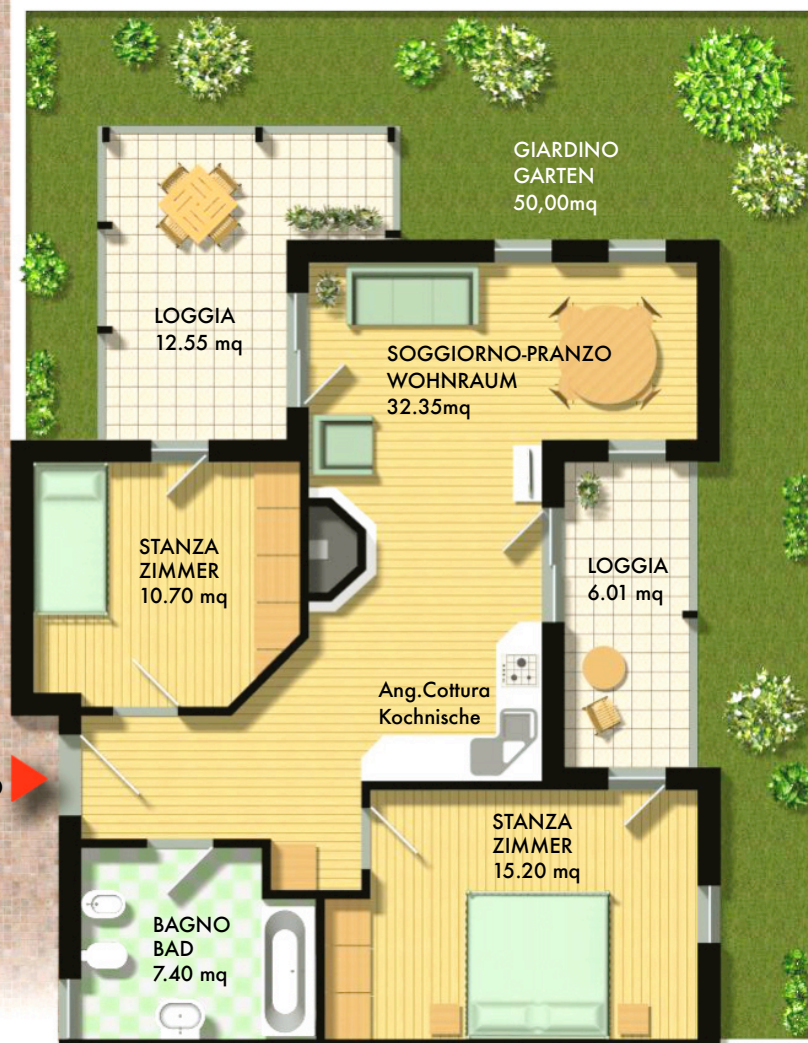 GIARDINO
GARTEN
50,00mq
LOGGIA
12.55 mq
SOGGIORNO-PRANZO
WOHNRAUM
32.35mq
STANZA
ZIMMER
10.70 mq
LOGGIA
6.01 mq
Ang.Cottura
Kochnische
STANZA
ZIMMER
15.20 mq
BAGNO
BAD
7.40 mq